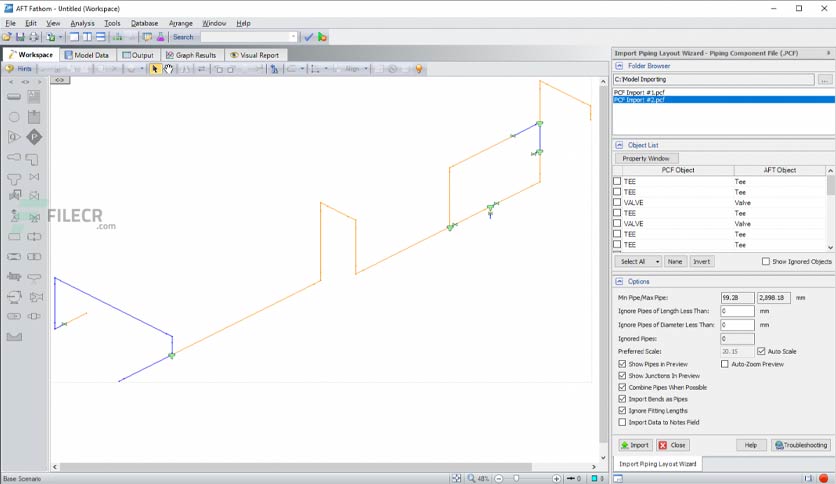 AFT Fathom - Untitled (Workspace)
File Edit View Analysis Tools Database Arrange Window Help
Search:
Workspace Model Data Output Graph Results Visual Report
Hints
Align
Import Piping Layout Wizard - Piping Component File (.PCF)
Folder Browser
C:\Model Importing ...
PCF Import #1.pcf
PCF Import #2.pcf
Object List
Property Window
PCF Object AFT Object
TEE Tee
TEE Tee
VALVE Valve
TEE Tee
VALVE Valve
TEE Tee
TEE Tee
Select All None Invert Show Ignored Objects
Options
Min Pipe/Max Pipe: 59.28 2,898.18 mm
Ignore Pipes of Length Less Than: 0 mm
Ignore Pipes of Diameter Less Than: 0 mm
Ignored Pipes: 0
Preferred Scale: 20.15 Auto Scale
Show Pipes in Preview Auto-Zoom Preview
Show Junctions In Preview
Combine Pipes When Possible
Import Bends as Pipes
Ignore Fitting Lengths
Import Data to Notes Field
Import Close Help Troubleshooting
Import Piping Layout Wizard
FILECR
.com
Base Scenario 48% 0 0